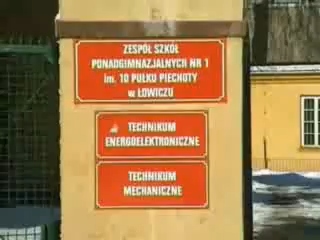 ZESPÓŁ SZKÓŁ
PONADGIMNAZJALNYCH NR 1
im. 10 PUŁKU PIECHOTY
w ŁOWICZU
TECHNIKUM
ENERGOELEKTRONICZNE
TECHNIKUM
MECHANICZNE